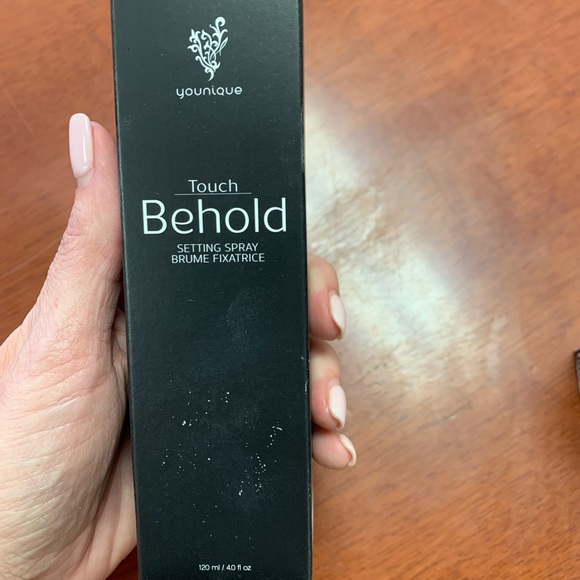 younique
Touch
Behold
SETTING SPRAY
BRUME FIXATRICE
120 ml / 4.0 fl oz